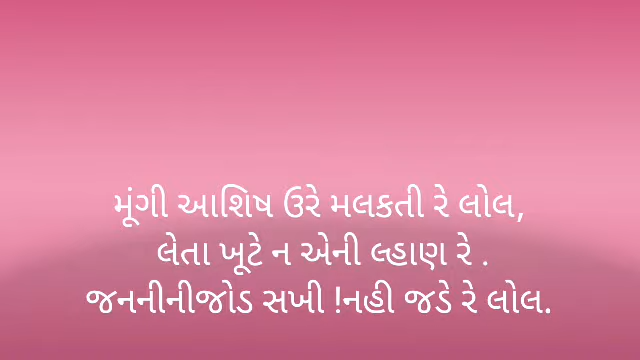 મૂંગી આશિષ ઉરે મલકતી રે લોલ,
લેતા ખૂટે ન એની લ્હાણ રે .
જનનીનીજોડ સખી !નહી જડે રે લોલ.